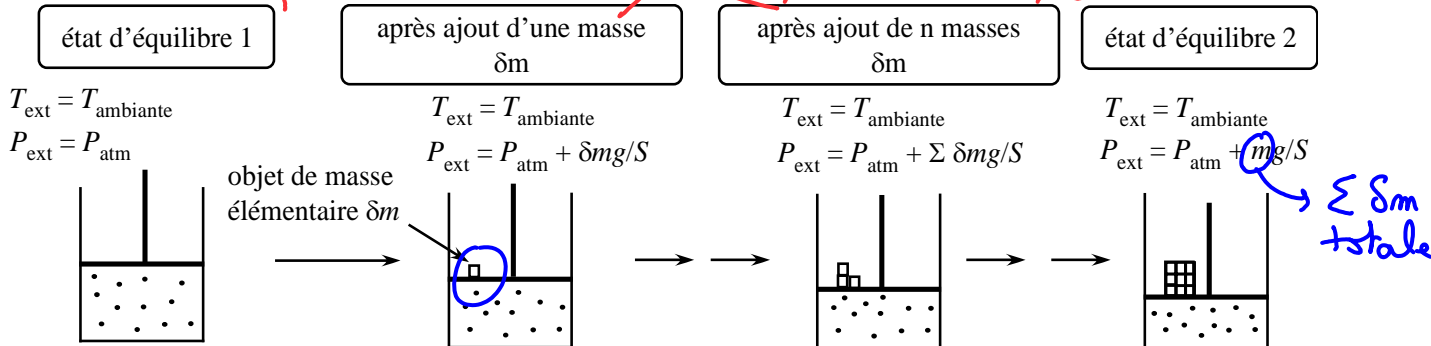 état d’équilibre 1
T_ext = T_ambiante
P_ext = P_atm
après ajout d’une masse
δm
T_ext = T_ambiante
P_ext = P_atm + δmg/S
objet de masse
élémentaire δm
après ajout de n masses
δm
T_ext = T_ambiante
P_ext = P_atm + Σ δmg/S
état d’équilibre 2
T_ext = T_ambiante
P_ext = P_atm + mg/S
Σ δm
totale